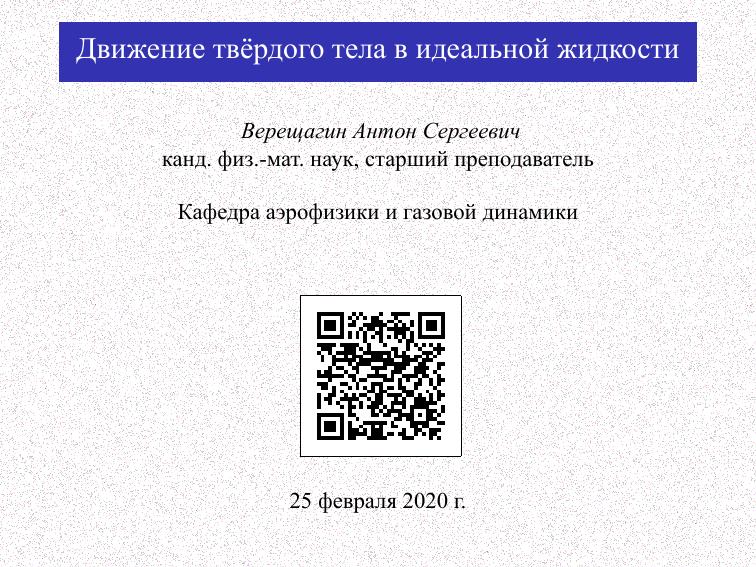 Движение твёрдого тела в идеальной жидкости
Верещагин Антон Сергеевич
канд. физ.-мат. наук, старший преподаватель
Кафедра аэрофизики и газовой динамики
25 февраля 2020 г.